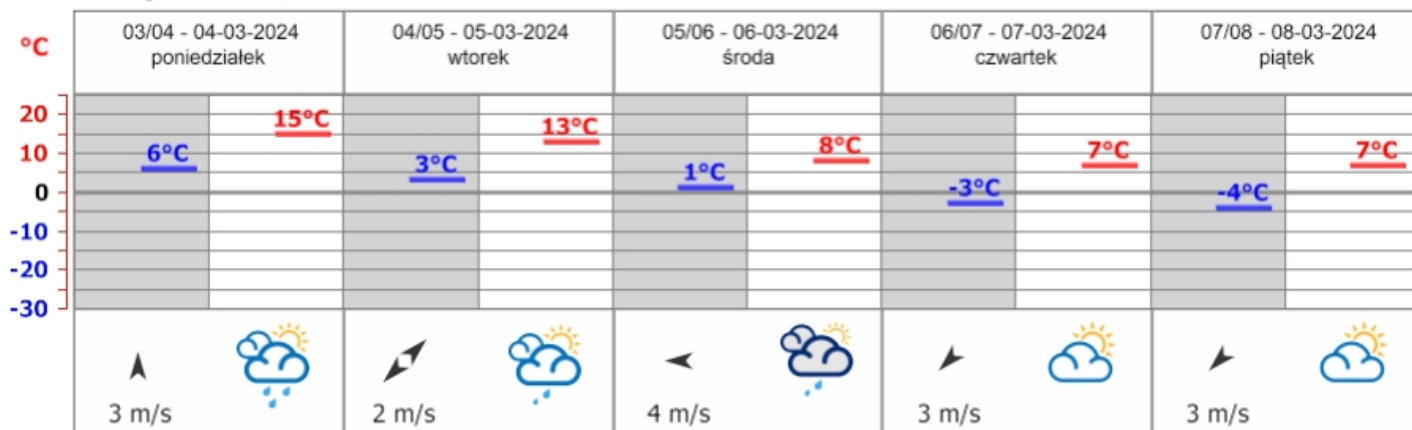 °C
03/04 - 04-03-2024
poniedziałek
04/05 - 05-03-2024
wtorek
05/06 - 06-03-2024
środa
06/07 - 07-03-2024
czwartek
07/08 - 08-03-2024
piątek
20
10
0
-10
-20
-30
6°C
15°C
3°C
13°C
1°C
8°C
-3°C
7°C
-4°C
7°C
3 m/s
2 m/s
4 m/s
3 m/s
3 m/s